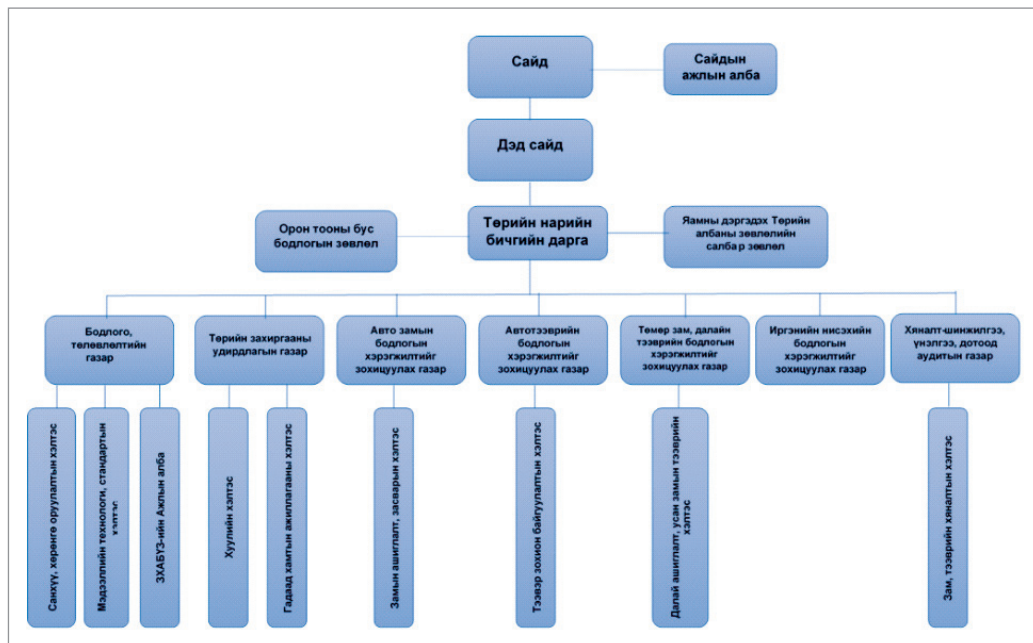 Сайд
Сайдын
ажлын алба
Дэд сайд
Орон тооны бус
бодлогын зөвлөл
Төрийн нарийн
бичгийн дарга
Яамны дэргэдэх Төрийн
албаны зөвлөлийн
салбар зөвлөл
Бодлого,
төлөвлөлтийн
газар
Төрийн захиргааны
удирдлагын газар
Авто замын
бодлогын
хэрэгжилтийг
зохицуулах газар
Автотээврийн
бодлогын
хэрэгжилтийг
зохицуулах газар
Төмөр зам, далайн
тээврийн бодлогын
хэрэгжилтийг
зохицуулах газар
Иргэний нисэхийн
бодлогын
хэрэгжилтийг
зохицуулах газар
Хяналт-шинжилгээ,
үнэлгээ, дотоод
аудитын газар
Санхүү, хөрөнгө оруулалтын хэлтэс
Мэдээллийн технологи, стандартын
хэлтэс
ЗХАБҮЗ-ийн Ажлын алба
Хуулийн хэлтэс
Гадаад хамтын ажиллагааны хэлтэс
Замын ашиглалт, засварын хэлтэс
Тээвэр зохион байгуулалтын хэлтэс
Далай ашиглалт, усан замын тээврийн
хэлтэс
Зам, тээврийн хяналтын хэлтэс